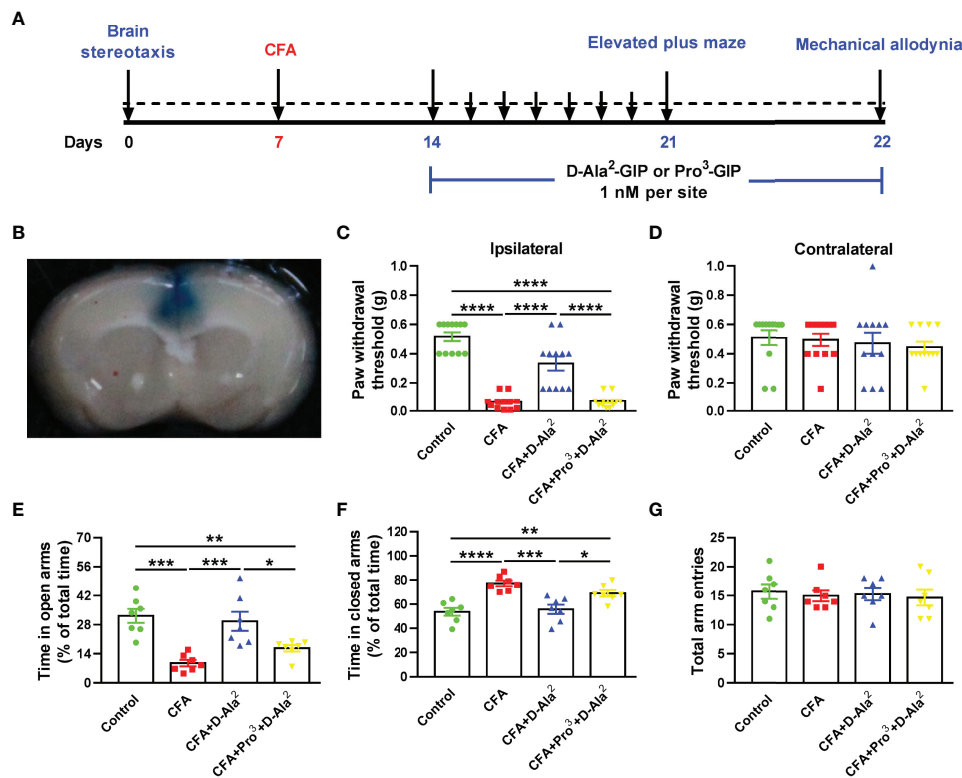 A
Brain
stereotaxis
CFA
Elevated plus maze
Mechanical allodynia
Days 0 7 14 21 22
D-Ala²-GIP or Pro³-GIP
1 nM per site
B
C
Ipsilateral
Paw withdrawal
threshold (g)
1.0
0.8
0.6
0.4
0.2
0.0
****
**** **** ****
Control CFA CFA+D-Ala² CFA+Pro³+D-Ala²
D
Contralateral
Paw withdrawal
threshold (g)
1.0
0.8
0.6
0.4
0.2
0.0
Control CFA CFA+D-Ala² CFA+Pro³+D-Ala²
E
Time in open arms
(% of total time)
70
56
42
28
14
0
**
*** *** *
Control CFA CFA+D-Ala² CFA+Pro³+D-Ala²
F
Time in closed arms
(% of total time)
120
100
80
60
40
20
0
**
**** *** *
Control CFA CFA+D-Ala² CFA+Pro³+D-Ala²
G
Total arm entries
25
20
15
10
5
0
Control CFA CFA+D-Ala² CFA+Pro³+D-Ala²